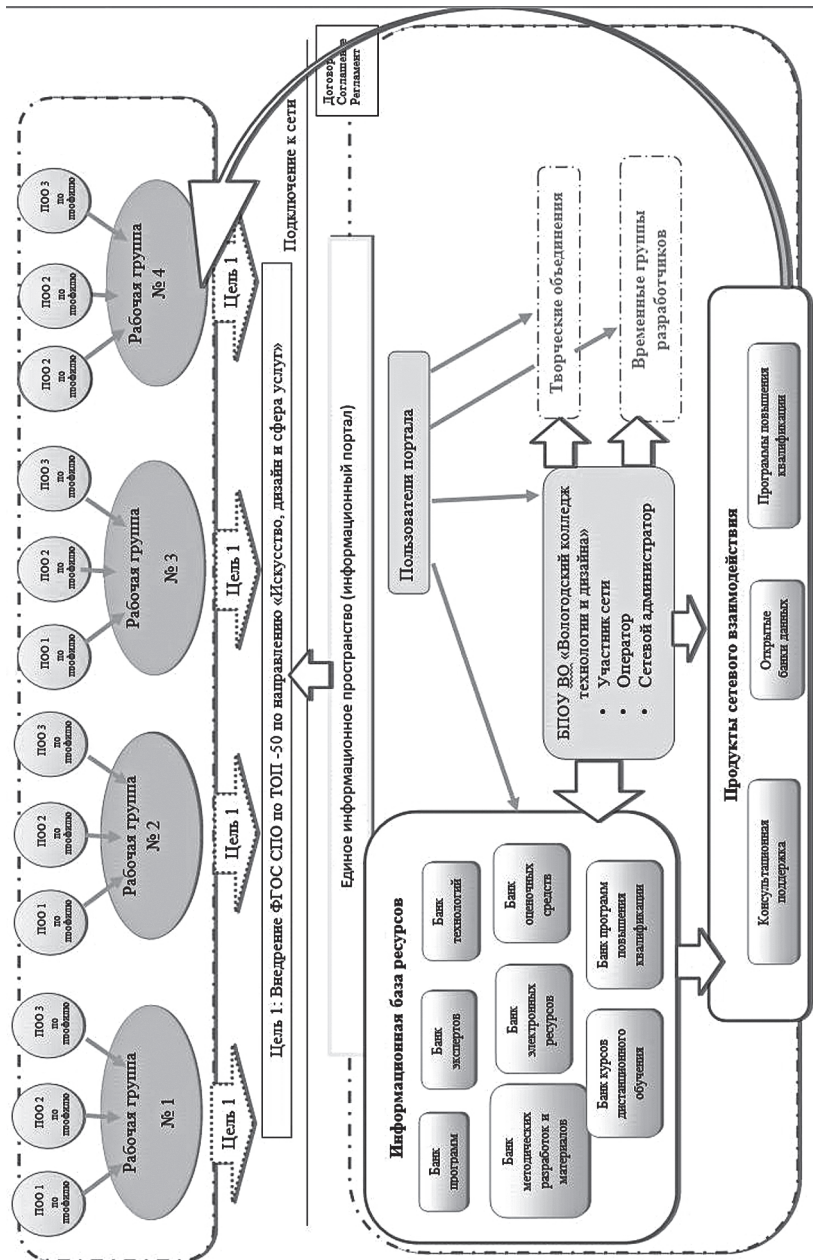 ПОО 1
по
профилю
ПОО 2
по
профилю
ПОО 3
по
профилю
Рабочая группа
№ 1
ПОО 1
по
профилю
ПОО 2
по
профилю
ПОО 3
по
профилю
Рабочая группа
№ 2
ПОО 1
по
профилю
ПОО 2
по
профилю
ПОО 3
по
профилю
Рабочая группа
№ 3
ПОО 2
по
профилю
ПОО 2
по
профилю
ПОО 3
по
профилю
Рабочая группа
№ 4
Цель 1
Цель 1
Цель 1
Цель 1
Цель 1: Внедрение ФГОС СПО по ТОП -50 по направлению «Искусство, дизайн и сфера услуг»
Подключение к сети
Договор
Соглашение
Регламент
Единое информационное пространство (информационный портал)
Информационная база ресурсов
Банк
программ
Банк
экспертов
Банк
технологий
Банк
методических
разработок и
материалов
Банк
электронных
ресурсов
Банк
оценочных
средств
Банк курсов
дистанционного
обучения
Банк программ
повышения
квалификации
Пользователи портала
БПОУ ВО «Вологодский колледж
технологии и дизайна»
• Участник сети
• Оператор
• Сетевой администратор
Творческие объединения
Временные группы
разработчиков
Продукты сетевого взаимодействия
Консультационная
поддержка
Открытые
банки данных
Программы повышения
квалификации